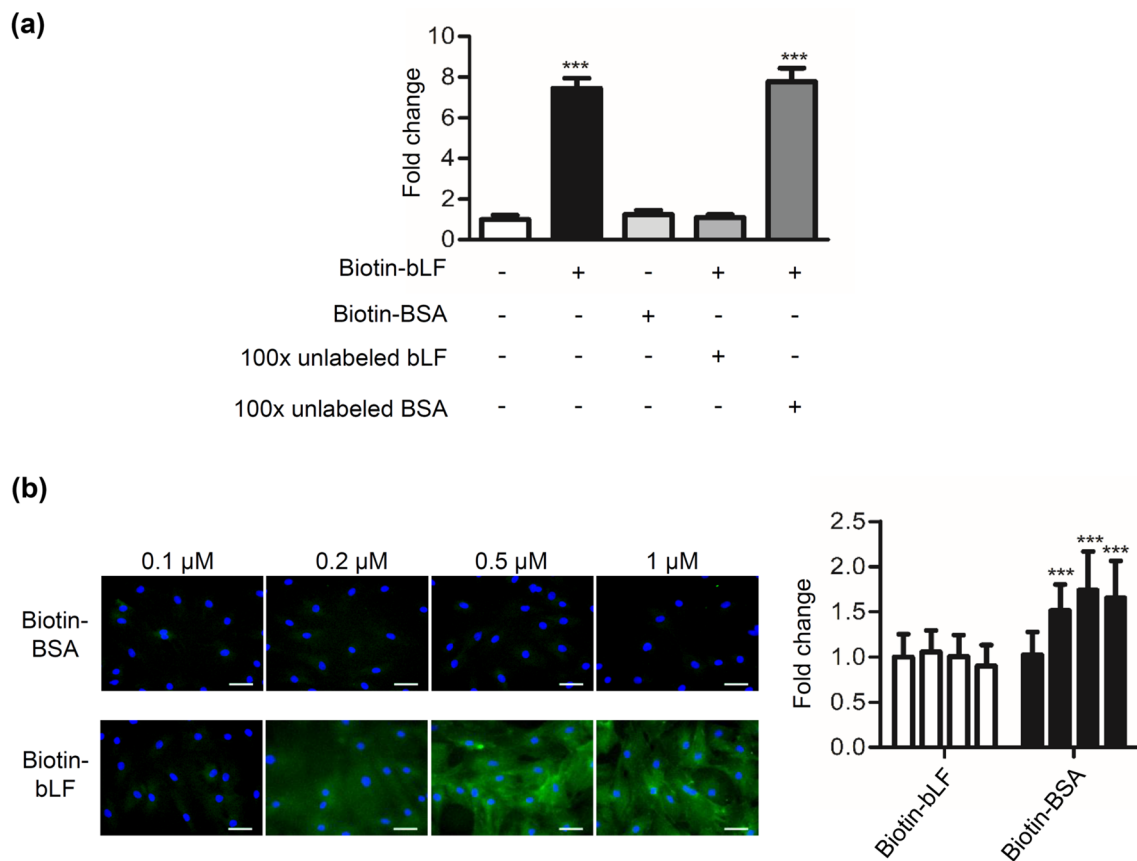 (a)
10
8
6
4
2
0
Fold change
*** ***
Biotin-bLF - + - + +
Biotin-BSA - - + - -
100x unlabeled bLF - - - + -
100x unlabeled BSA - - - - +
(b)
0.1 µM 0.2 µM 0.5 µM 1 µM
Biotin-
BSA
Biotin-
bLF
2.5
2.0
1.5
1.0
0.5
0.0
Fold change
*** *** ***
Biotin-bLF
Biotin-BSA